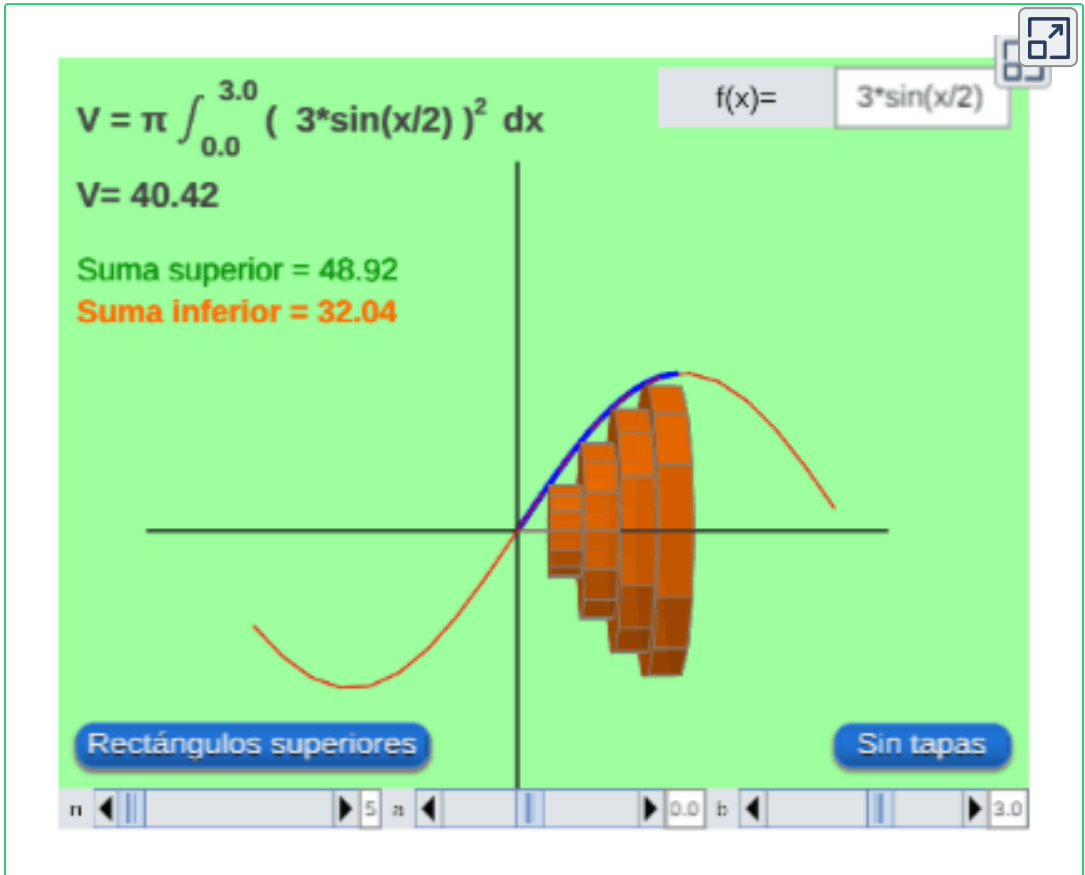 V = π ∫ 3.0 0.0 ( 3*sin(x/2) )² dx
f(x)= 3*sin(x/2)
V= 40.42
Suma superior = 48.92
Suma inferior = 32.04
Rectángulos superiores
Sin tapas
n 5 a 0.0 b 3.0